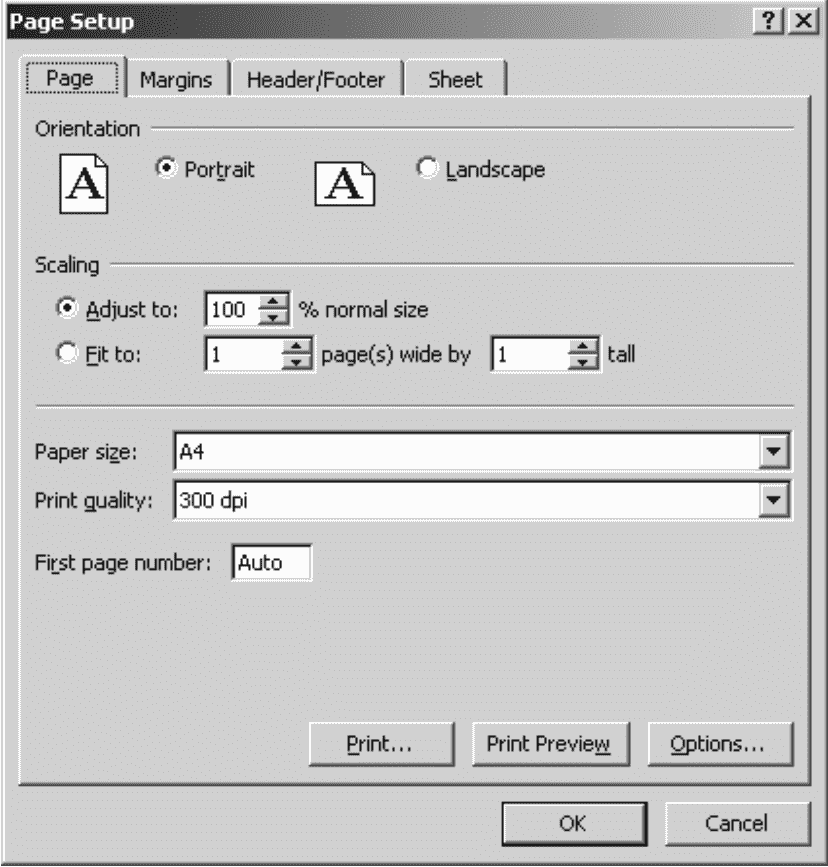 Page Setup ? X
Page Margins Header/Footer Sheet
Orientation
A Portrait A Landscape
Scaling
Adjust to: 100 % normal size
Fit to: 1 page(s) wide by 1 tall
Paper size: A4
Print quality: 300 dpi
First page number: Auto
Print... Print Preview Options...
OK Cancel